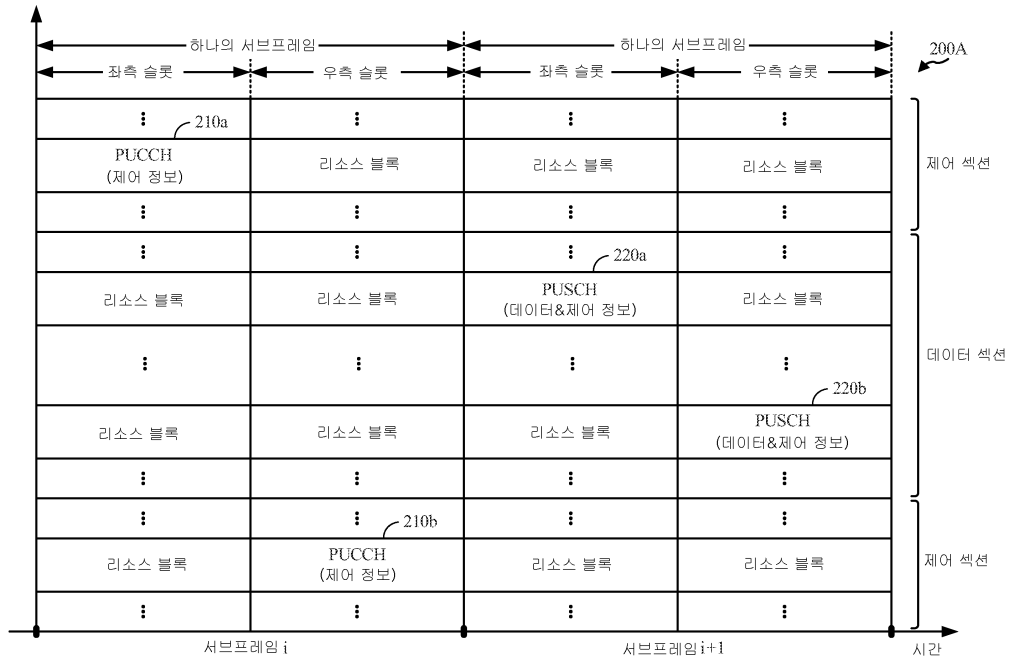 하나의 서브프레임 하나의 서브프레임
200A
좌측 슬롯 우측 슬롯 좌측 슬롯 우측 슬롯
210a
PUCCH
(제어 정보)
리소스 블록 리소스 블록 리소스 블록
제어 섹션
220a
리소스 블록 리소스 블록
PUSCH
(데이터&제어 정보)
리소스 블록
데이터 섹션
220b
리소스 블록 리소스 블록 리소스 블록
PUSCH
(데이터&제어 정보)
210b
리소스 블록
PUCCH
(제어 정보)
리소스 블록 리소스 블록
제어 섹션
서브프레임 i 서브프레임 i+1 시간